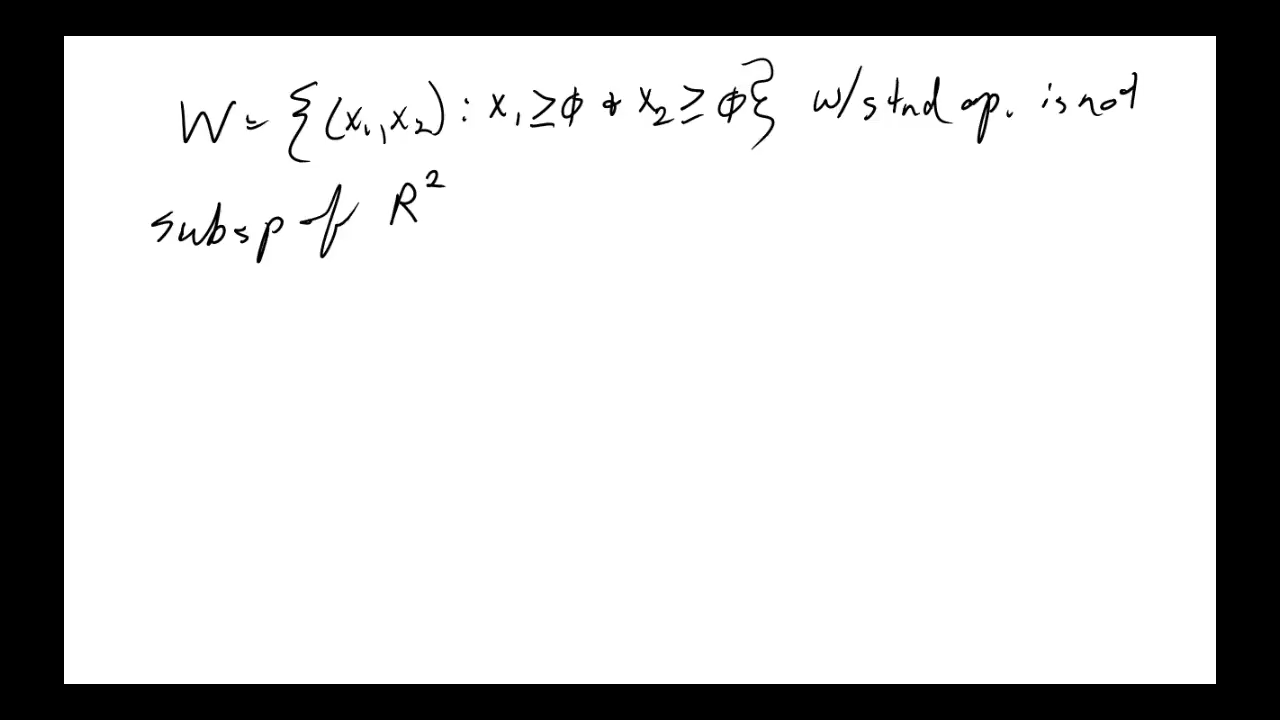 W = {(x₁,x₂): x₁ ≥ 0 + x₂ ≥ 0} w/stnd op. is not
subsp of R²